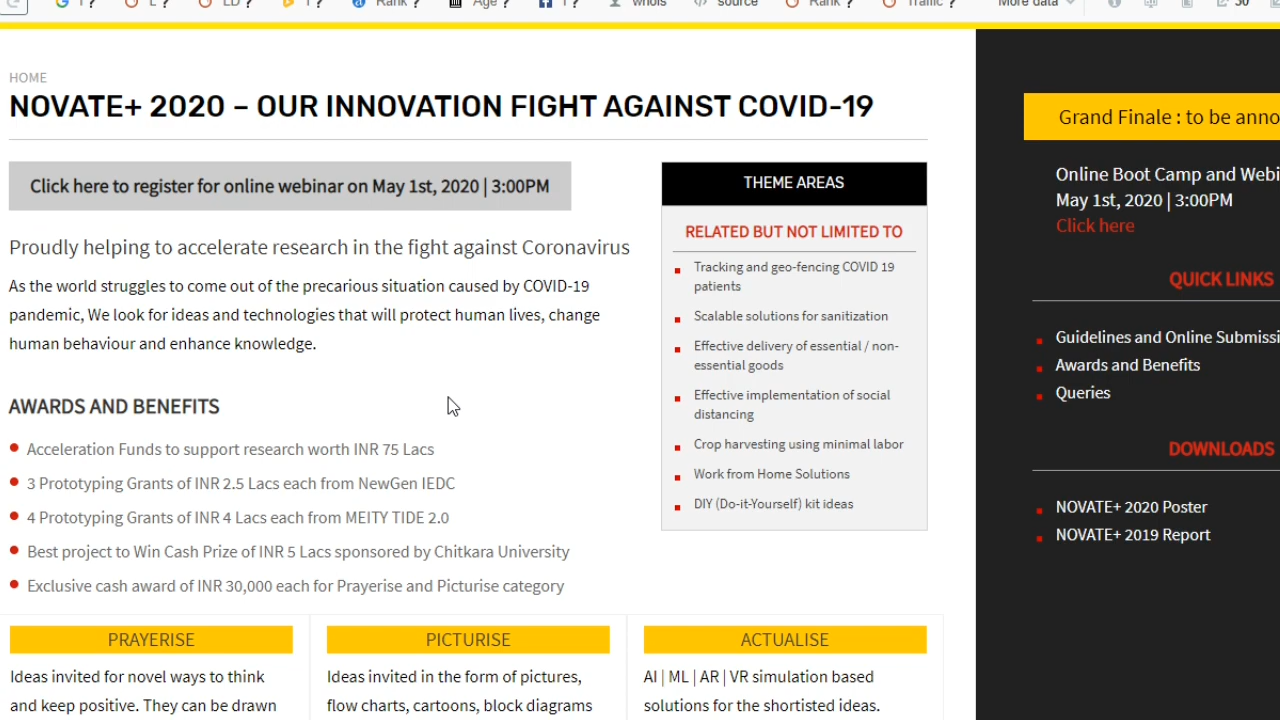 Rank ?
Age ?
whois
source
Rank ?
Traffic ?
More data
50
HOME
NOVATE+ 2020 – OUR INNOVATION FIGHT AGAINST COVID-19
Click here to register for online webinar on May 1st, 2020 | 3:00PM
Proudly helping to accelerate research in the fight against Coronavirus
As the world struggles to come out of the precarious situation caused by COVID-19
pandemic, We look for ideas and technologies that will protect human lives, change
human behaviour and enhance knowledge.
AWARDS AND BENEFITS
Acceleration Funds to support research worth INR 75 Lacs
3 Prototyping Grants of INR 2.5 Lacs each from NewGen IEDC
4 Prototyping Grants of INR 4 Lacs each from MEITY TIDE 2.0
Best project to Win Cash Prize of INR 5 Lacs sponsored by Chitkara University
Exclusive cash award of INR 30,000 each for Prayerise and Picturise category
THEME AREAS
RELATED BUT NOT LIMITED TO
Tracking and geo-fencing COVID 19
patients
Scalable solutions for sanitization
Effective delivery of essential / non-
essential goods
Effective implementation of social
distancing
Crop harvesting using minimal labor
Work from Home Solutions
DIY (Do-it-Yourself) kit ideas
PRAYERISE
Ideas invited for novel ways to think
and keep positive. They can be drawn
PICTURISE
Ideas invited in the form of pictures,
flow charts, cartoons, block diagrams
ACTUALISE
AI | ML | AR | VR simulation based
solutions for the shortisted ideas.
Grand Finale : to be anno
Online Boot Camp and Webi
May 1st, 2020 | 3:00PM
Click here
QUICK LINKS
Guidelines and Online Submissi
Awards and Benefits
Queries
DOWNLOADS
NOVATE+ 2020 Poster
NOVATE+ 2019 Report